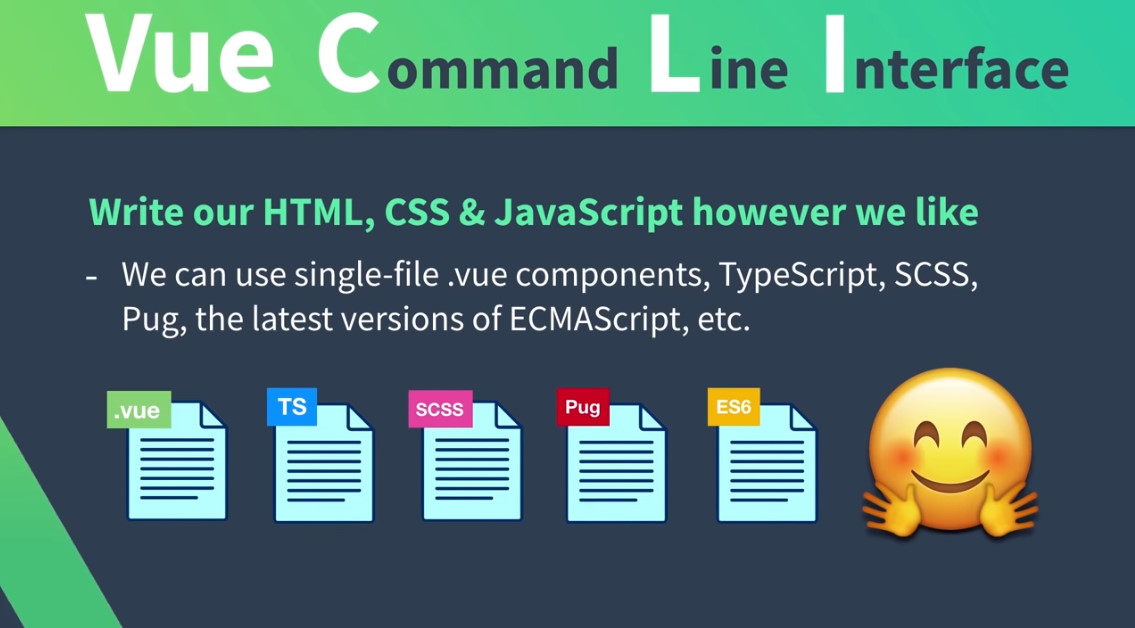 Vue Command Line Interface
Write our HTML, CSS & JavaScript however we like
- We can use single-file .vue components, TypeScript, SCSS,
Pug, the latest versions of ECMAScript, etc.
.vue TS SCSS Pug ES6